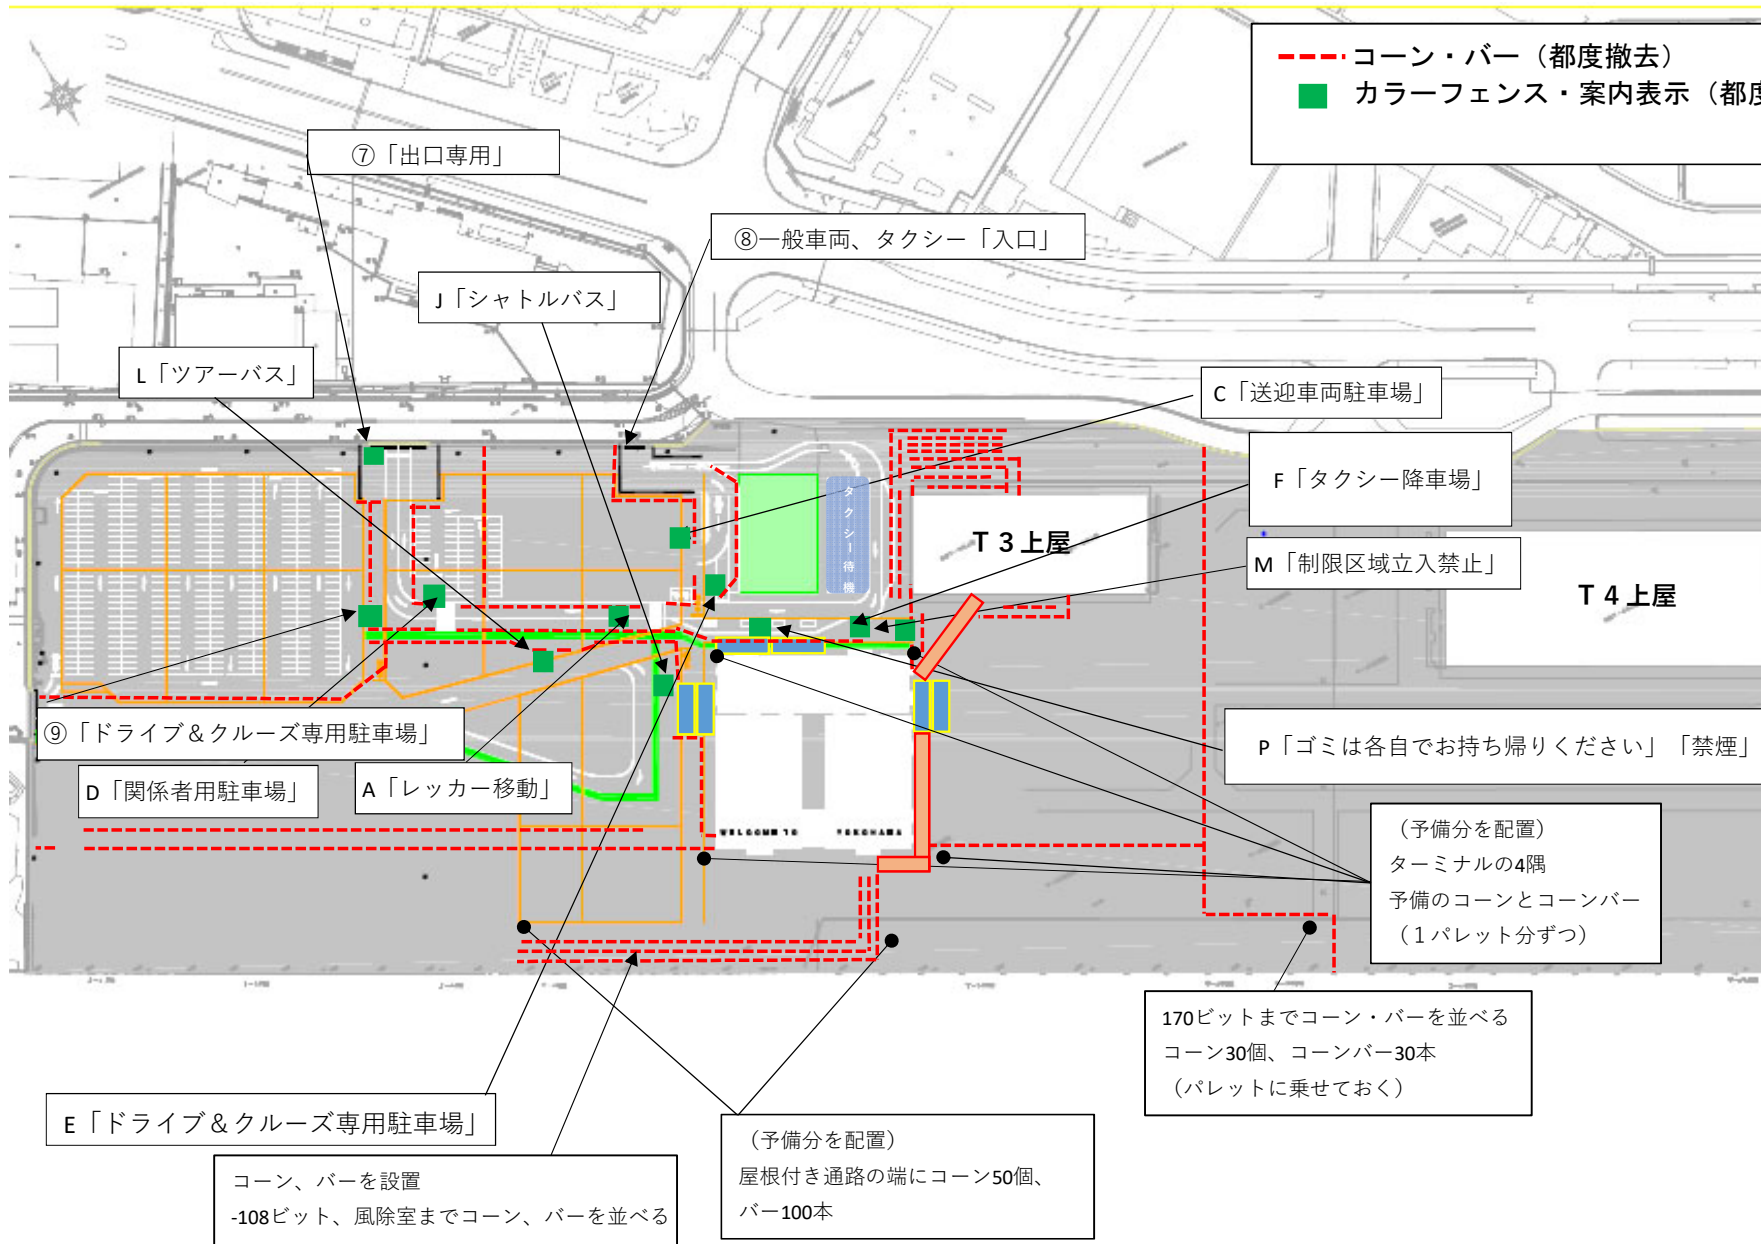 コーン・バー（都度撤去）
カラーフェンス・案内表示（都度
⑦「出口専用」
⑧一般車両、タクシー「入口」
J「シャトルバス」
L「ツアーバス」
C「送迎車両駐車場」
F「タクシー降車場」
タクシー待機
T３上屋
M「制限区域立入禁止」
T４上屋
⑨「ドライブ＆クルーズ専用駐車場」
P「ゴミは各自でお持ち帰りください」「禁煙」
D「関係者用駐車場」
A「レッカー移動」
WELCOME TO YOKOHAMA
（予備分を配置）
ターミナルの4隅
予備のコーンとコーンバー
（１パレット分ずつ）
170ビットまでコーン・バーを並べる
コーン30個、コーンバー30本
（パレットに乗せておく）
E「ドライブ＆クルーズ専用駐車場」
（予備分を配置）
屋根付き通路の端にコーン50個、
バー100本
コーン、バーを設置
-108ビット、風除室までコーン、バーを並べる